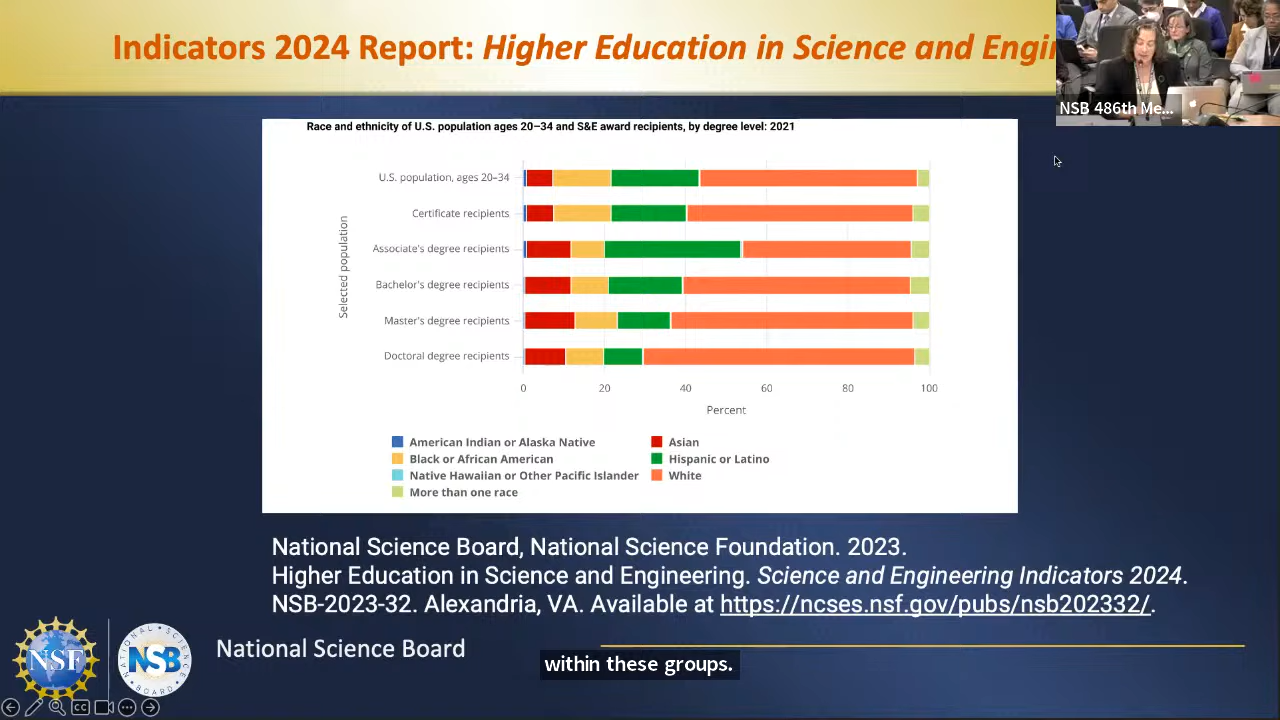 Indicators 2024 Report: Higher Education in Science and Engi
NSB 486th Me...
Race and ethnicity of U.S. population ages 20–34 and S&E award recipients, by degree level: 2021
Selected population
U.S. population, ages 20–34
Certificate recipients
Associate's degree recipients
Bachelor's degree recipients
Master's degree recipients
Doctoral degree recipients
0 20 40 60 80 100
Percent
American Indian or Alaska Native
Asian
Black or African American
Hispanic or Latino
Native Hawaiian or Other Pacific Islander
White
More than one race
National Science Board, National Science Foundation. 2023.
Higher Education in Science and Engineering. Science and Engineering Indicators 2024.
NSB-2023-32. Alexandria, VA. Available at https://ncses.nsf.gov/pubs/nsb202332/.
NSF
NATIONAL SCIENCE BOARD
NSB
National Science Board
within these groups.
CC